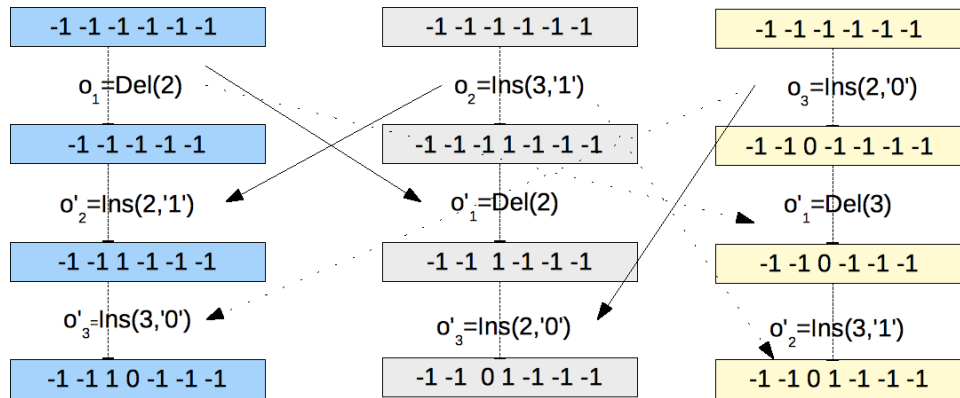 -1 -1 -1 -1 -1 -1
-1 -1 -1 -1 -1 -1
-1 -1 -1 -1 -1 -1
o1=Del(2)
o2=Ins(3,'1')
o3=Ins(2,'0')
-1 -1 -1 -1 -1
-1 -1 -1 1 -1 -1 -1
-1 -1 0 -1 -1 -1 -1
o'2=Ins(2,'1')
o'1=Del(2)
o'1=Del(3)
-1 -1 1 -1 -1 -1
-1 -1 1 -1 -1 -1
-1 -1 0 -1 -1 -1
o'3=Ins(3,'0')
o'3=Ins(2,'0')
o'2=Ins(3,'1')
-1 -1 1 0 -1 -1 -1
-1 -1 0 1 -1 -1 -1
-1 -1 0 1 -1 -1 -1